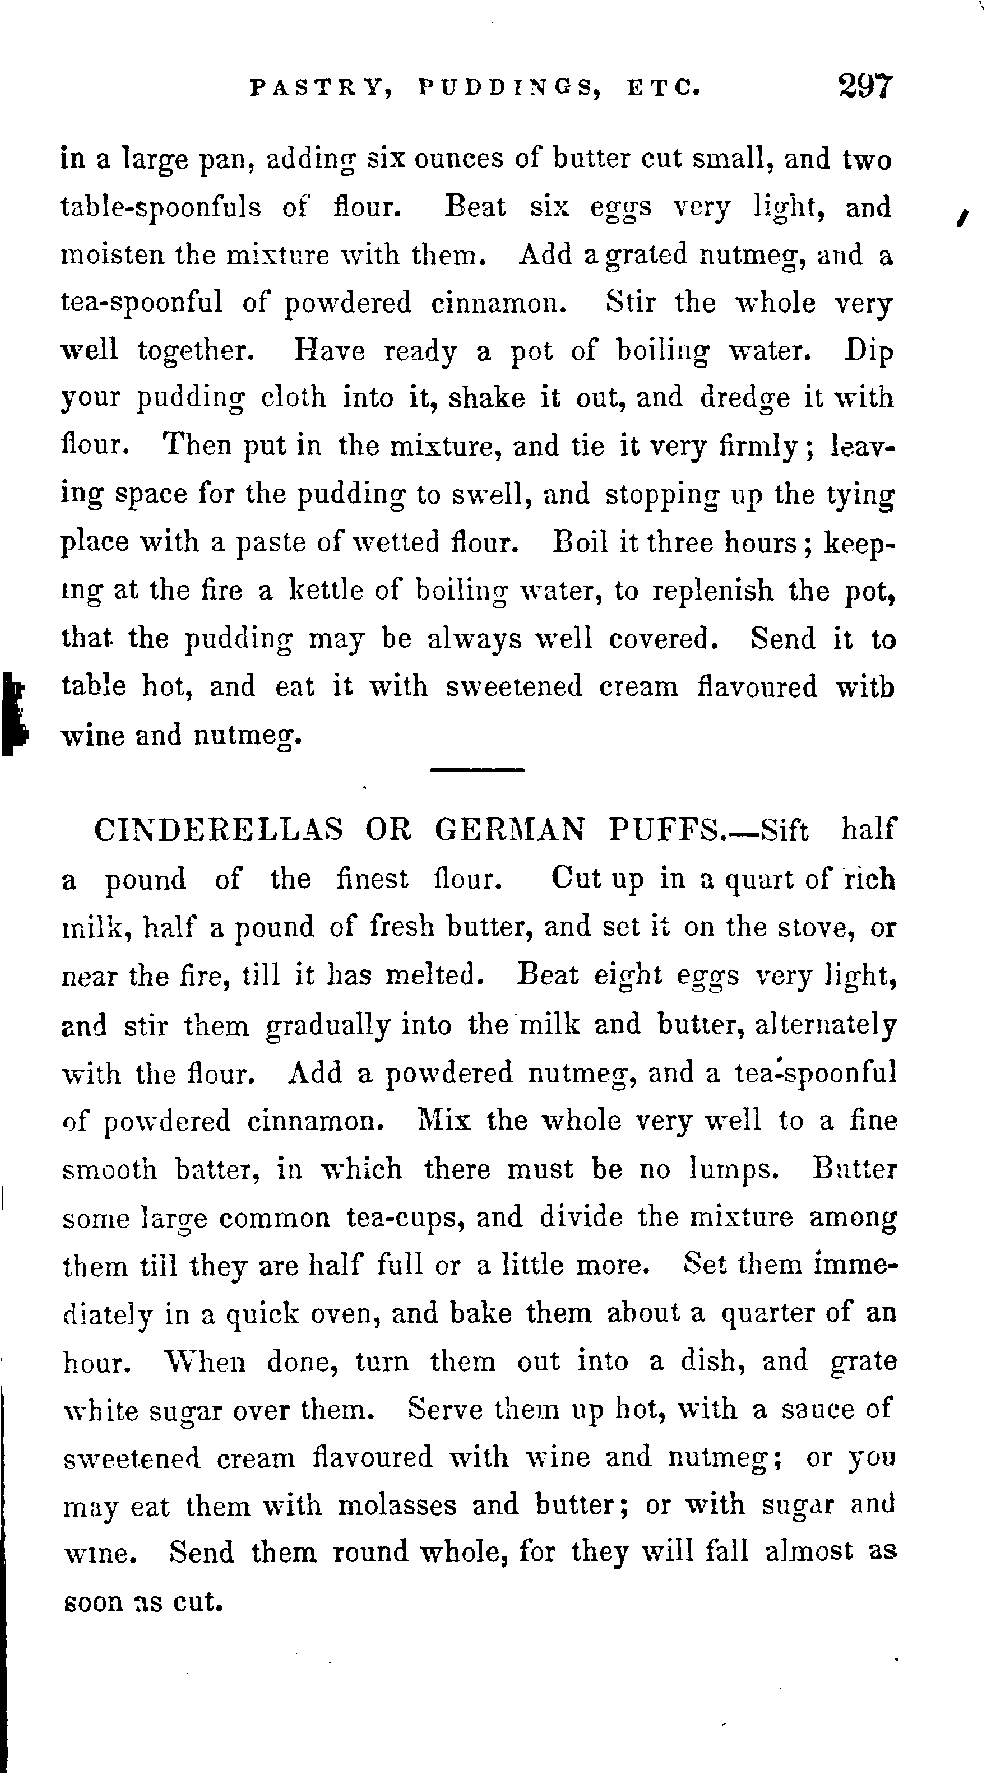 PASTRY, PUDDINGS, ETC. 297
in a large pan, adding six ounces of butter cut small, and two
table-spoonfuls of flour. Beat six eggs very light, and
moisten the mixture with them. Add a grated nutmeg, and a
tea-spoonful of powdered cinnamon. Stir the whole very
well together. Have ready a pot of boiling water. Dip
your pudding cloth into it, shake it out, and dredge it with
flour. Then put in the mixture, and tie it very firmly; leav-
ing space for the pudding to swell, and stopping up the tying
place with a paste of wetted flour. Boil it three hours; keep-
ing at the fire a kettle of boiling water, to replenish the pot,
that the pudding may be always well covered. Send it to
table hot, and eat it with sweetened cream flavoured with
wine and nutmeg.
CINDERELLAS OR GERMAN PUFFS.—Sift half
a pound of the finest flour. Cut up in a quart of rich
milk, half a pound of fresh butter, and set it on the stove, or
near the fire, till it has melted. Beat eight eggs very light,
and stir them gradually into the milk and butter, alternately
with the flour. Add a powdered nutmeg, and a tea-spoonful
of powdered cinnamon. Mix the whole very well to a fine
smooth batter, in which there must be no lumps. Butter
some large common tea-cups, and divide the mixture among
them till they are half full or a little more. Set them imme-
diately in a quick oven, and bake them about a quarter of an
hour. When done, turn them out into a dish, and grate
white sugar over them. Serve them up hot, with a sauce of
sweetened cream flavoured with wine and nutmeg; or you
may eat them with molasses and butter; or with sugar and
wine. Send them round whole, for they will fall almost as
soon as cut.